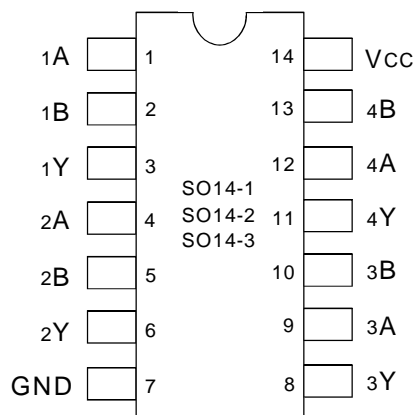 1A 1 14 VCC
1B 2 13 4B
1Y 3 12 4A
SO14-1
2A 4 SO14-2 11 4Y
SO14-3
2B 5 10 3B
2Y 6 9 3A
GND 7 8 3Y